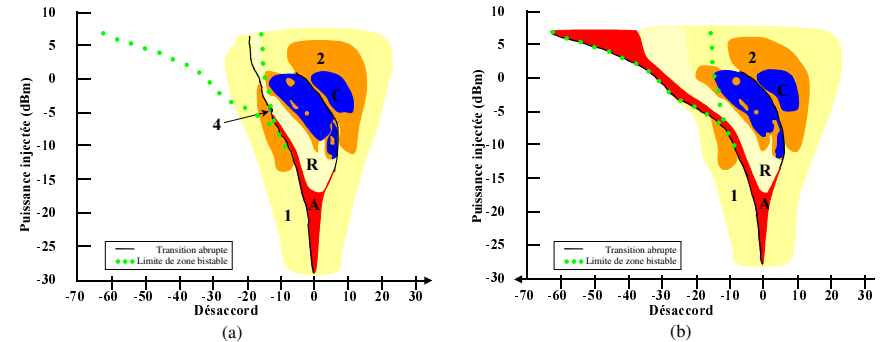 (a)
Puissance injectée (dBm)
10
5
0
-5
-10
-15
-20
-25
-30
2
C
4
R
A
1
Transition abrupte
Limite de zone bistable
-70 -60 -50 -40 -30 -20 -10 0 10 20 30
Désaccord
(a)
(b)
Puissance injectée (dBm)
10
5
0
-5
-10
-15
-20
-25
-30
2
C
R
A
1
Transition abrupte
Limite de zone bistable
-70 -60 -50 -40 -30 -20 -10 0 10 20 30
Désaccord
(b)